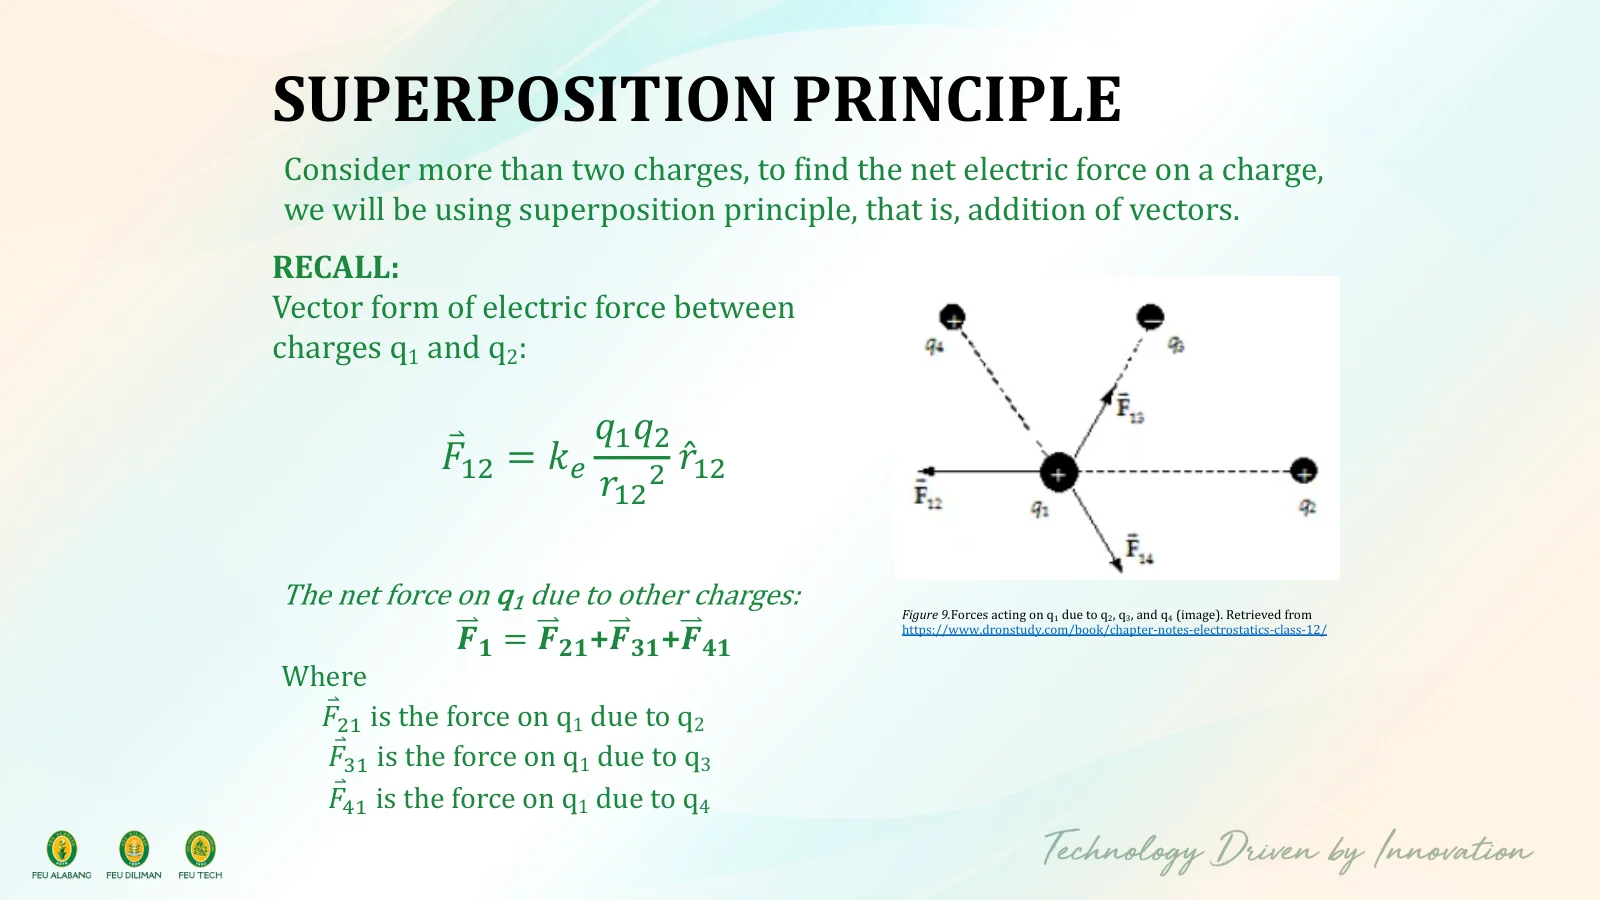 SUPERPOSITION PRINCIPLE
Consider more than two charges, to find the net electric force on a charge,
we will be using superposition principle, that is, addition of vectors.
RECALL:
Vector form of electric force between
charges q₁ and q₂:
F⃗₁₂ = kₑ q₁q₂ / r₁₂² r̂₁₂
The net force on q₁ due to other charges:
F⃗₁ = F⃗₂₁+F⃗₃₁+F⃗₄₁
Where
F⃗₂₁ is the force on q₁ due to q₂
F⃗₃₁ is the force on q₁ due to q₃
F⃗₄₁ is the force on q₁ due to q₄
+
−
q₄
q₃
F⃗₁₃
+
+
F⃗₁₂
q₁
q₂
F⃗₁₄
Figure 9.Forces acting on q₁ due to q₂, q₃, and q₄ (image). Retrieved from
https://www.dronstudy.com/book/chapter-notes-electrostatics-class-12/
FEU ALABANG
FEU DILIMAN
FEU TECH
Technology Driven by Innovation